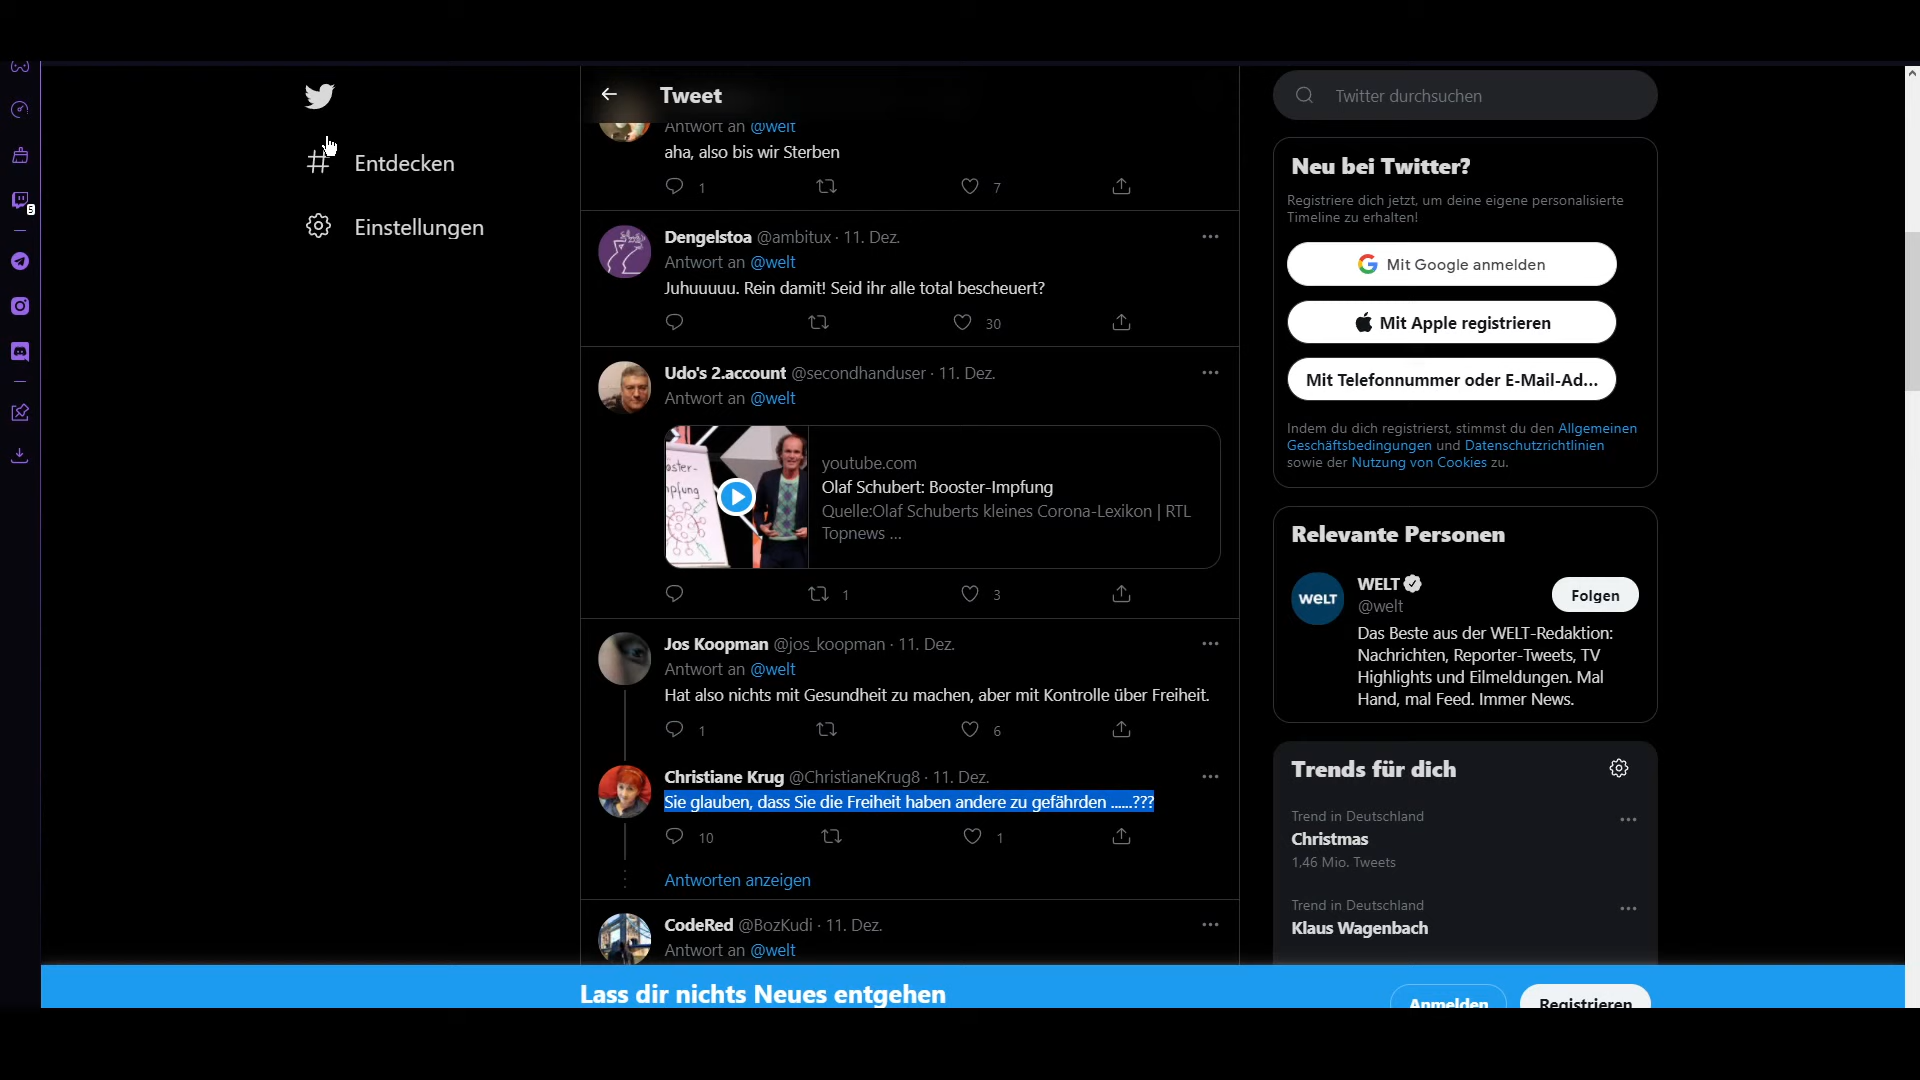 5
Entdecken
Einstellungen
Tweet
Antwort an @welt
aha, also bis wir Sterben
1 7
Dengelstoa @ambitux · 11. Dez.
Antwort an @welt
Juhuuuuu. Rein damit! Seid ihr alle total bescheuert?
30
Udo's 2.account @secondhanduser · 11. Dez.
Antwort an @welt
youtube.com
Olaf Schubert: Booster-Impfung
Quelle:Olaf Schuberts kleines Corona-Lexikon | RTL
Topnews ...
1 3
Jos Koopman @jos_koopman · 11. Dez.
Antwort an @welt
Hat also nichts mit Gesundheit zu machen, aber mit Kontrolle über Freiheit.
1 6
Christiane Krug @ChristianeKrug8 · 11. Dez.
Sie glauben, dass Sie die Freiheit haben andere zu gefährden ......???
10 1
Antworten anzeigen
CodeRed @BozKudi · 11. Dez.
Antwort an @welt
Twitter durchsuchen
Neu bei Twitter?
Registriere dich jetzt, um deine eigene personalisierte
Timeline zu erhalten!
Mit Google anmelden
Mit Apple registrieren
Mit Telefonnummer oder E-Mail-Ad...
Indem du dich registrierst, stimmst du den Allgemeinen
Geschäftsbedingungen und Datenschutzrichtlinien
sowie der Nutzung von Cookies zu.
Relevante Personen
WELT
WELT
Folgen
@welt
Das Beste aus der WELT-Redaktion:
Nachrichten, Reporter-Tweets, TV
Highlights und Eilmeldungen. Mal
Hand, mal Feed. Immer News.
Trends für dich
Trend in Deutschland
Christmas
1,46 Mio. Tweets
Trend in Deutschland
Klaus Wagenbach
Lass dir nichts Neues entgehen
Anmelden
Registrieren